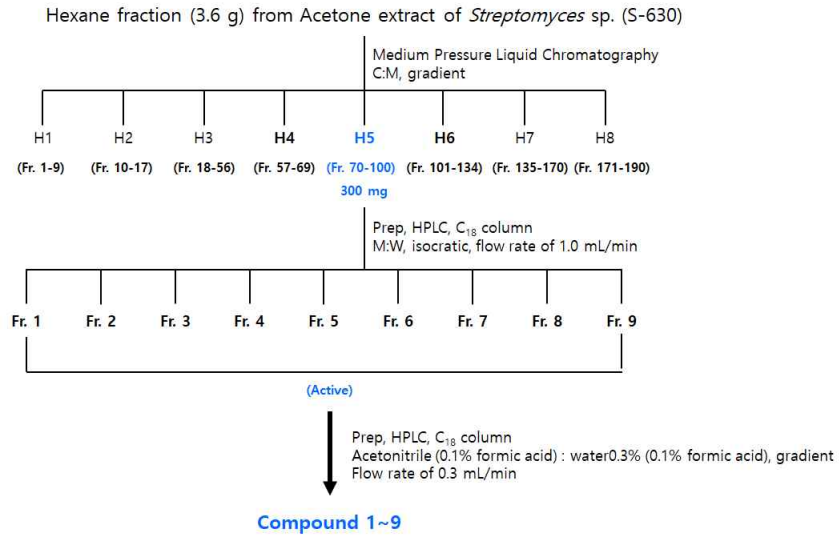 Hexane fraction (3.6 g) from Acetone extract of Streptomyces sp. (S-630)
Medium Pressure Liquid Chromatography
C:M, gradient
H1 H2 H3 H4 H5 H6 H7 H8
(Fr. 1-9) (Fr. 10-17) (Fr. 18-56) (Fr. 57-69) (Fr. 70-100) (Fr. 101-134) (Fr. 135-170) (Fr. 171-190)
300 mg
Prep, HPLC, C18 column
M:W, isocratic, flow rate of 1.0 mL/min
Fr. 1 Fr. 2 Fr. 3 Fr. 4 Fr. 5 Fr. 6 Fr. 7 Fr. 8 Fr. 9
(Active)
Prep, HPLC, C18 column
Acetonitrile (0.1% formic acid) : water0.3% (0.1% formic acid), gradient
Flow rate of 0.3 mL/min
Compound 1~9